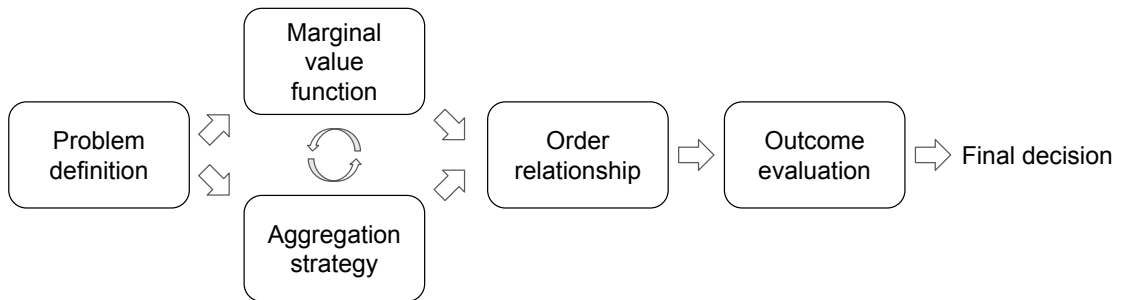 Problem
definition
Marginal
value
function
Aggregation
strategy
Order
relationship
Outcome
evaluation
Final decision